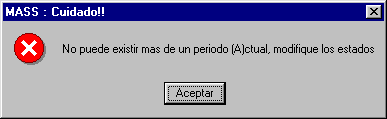 MASS : Cuidado!!
No puede existir mas de un periodo (A)ctual, modifique los estados
Aceptar